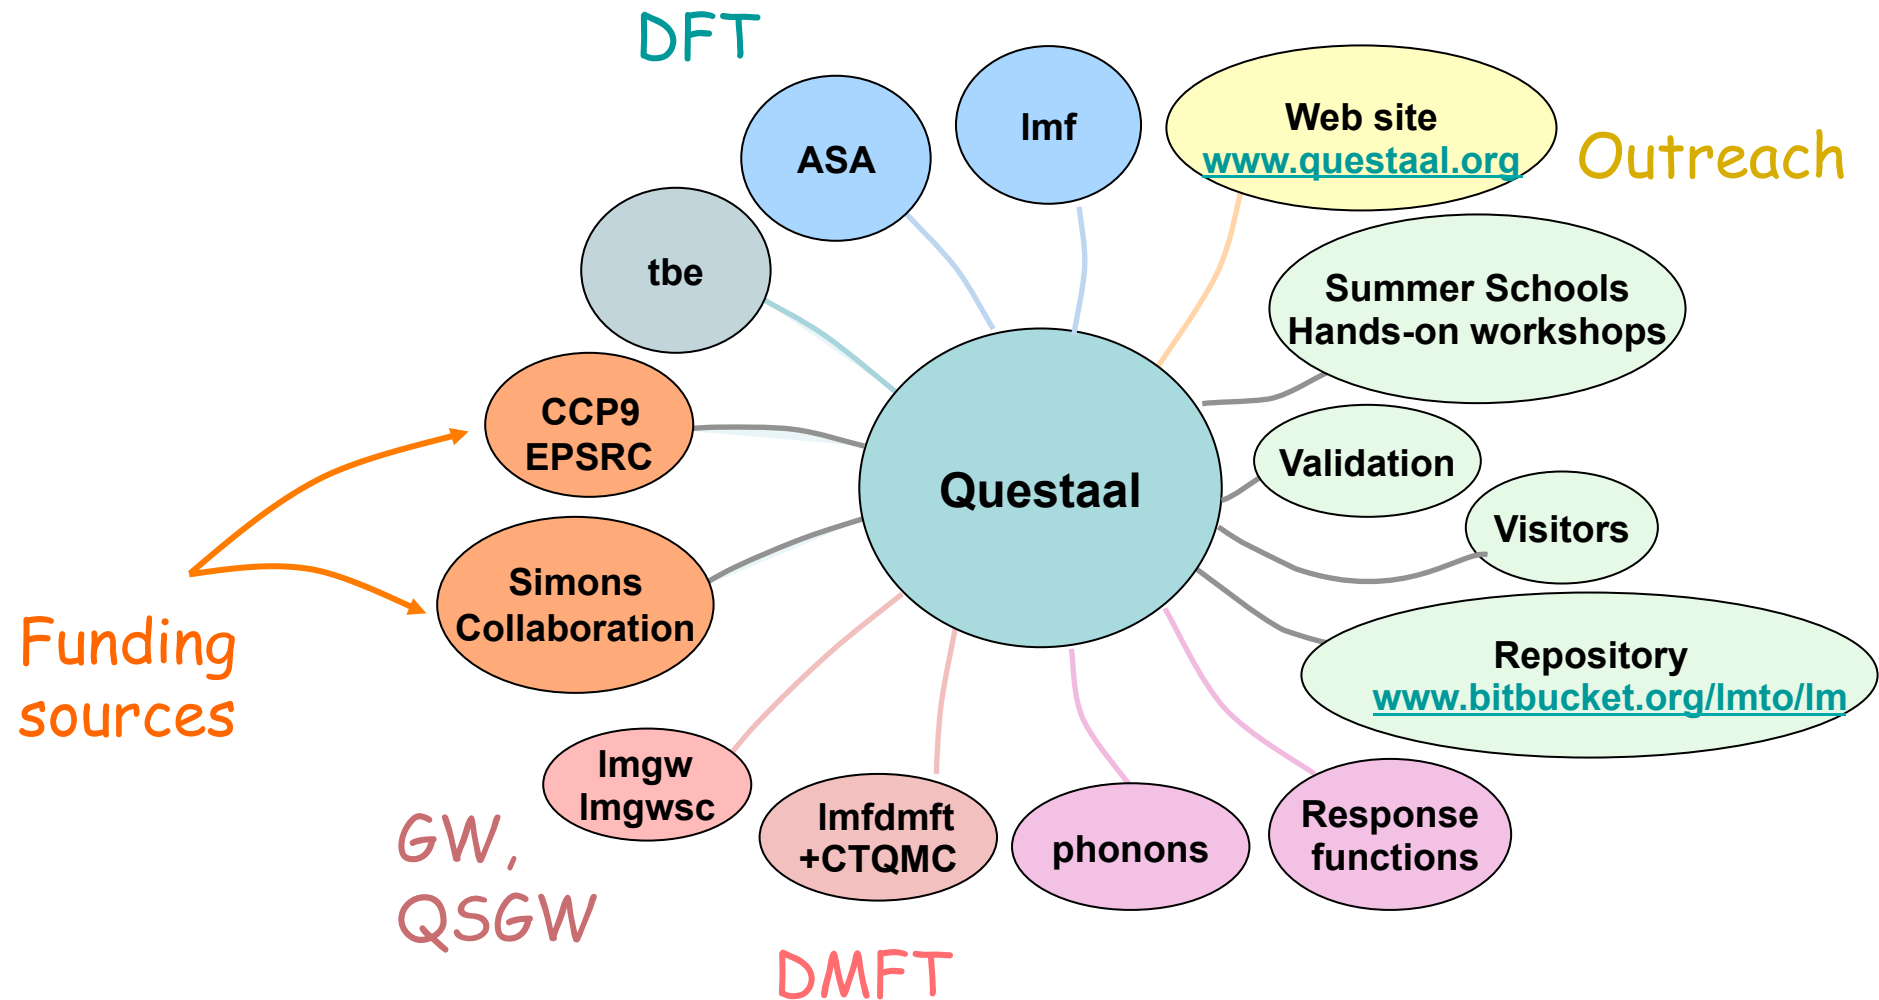 DFT
lmf
Web site
www.questaal.org
Outreach
ASA
tbe
Summer Schools
Hands-on workshops
CCP9
EPSRC
Questaal
Validation
Visitors
Simons
Collaboration
Funding
sources
Repository
www.bitbucket.org/lmto/lm
lmgw
lmgwsc
lmfdmft
+CTQMC
phonons
Response
functions
GW,
QSGW
DMFT